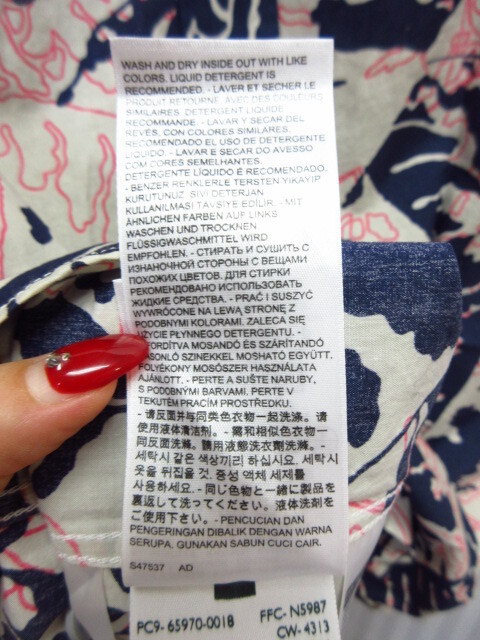 WASH AND DRY INSIDE OUT WITH LIKE
COLORS. LIQUID DETERGENT IS
RECOMMENDED. - LAVER ET SECHER LE
PRODUIT RETOURNE, AVEC DES COULEURS
SIMILAIRES. DETERGENT LIQUIDE
RECOMMANDE. - LAVAR Y SECAR DEL
REVÉS, CON COLORES SIMILARES.
RECOMENDADO EL USO DE DETERGENTE
LÍQUIDO. - LAVAR E SECAR DO AVESSO
COM CORES SEMELHANTES.
DETERGENTE LÍQUIDO É RECOMENDADO.
- BENZER RENKLERLE TERSTEN YIKAYIP
KURUTUNUZ. SIVI DETERJAN
KULLANILMASI TAVSİYE EDİLİR. - MIT
ÄHNLICHEN FARBEN AUF LINKS
WASCHEN UND TROCKNEN.
FLÜSSIGWASCHMITTEL WIRD
EMPFOHLEN. - СТИРАТЬ И СУШИТЬ С
ИЗНАНОЧНОЙ СТОРОНЫ С ВЕЩАМИ
ПОХОЖИХ ЦВЕТОВ. ДЛЯ СТИРКИ
РЕКОМЕНДОВАНО ИСПОЛЬЗОВАТЬ
ЖИДКИЕ СРЕДСТВА. - PRAĆ I SUSZYĆ
WYWRÓCONE NA LEWĄ STRONĘ Z
PODOBNYMI KOLORAMI. ZALECA SIĘ
UŻYCIE PŁYNNEGO DETERGENTU. -
FORDÍTVA MOSANDÓ ÉS SZÁRÍTANDÓ
HASONLÓ SZINEKKEL MOSHATÓ EGYÜTT.
FOLYÉKONY MOSÓSZER HASZNÁLATA
AJÁNLOTT. - PERTE A SUŠTE NARUBY,
S PODOBNÝMI BARVAMI. PERTE V
TEKUTÉM PRACÍM PROSTŘEDKU.
- 请反面并与同类色衣物一起洗涤。请
使用液体清洁剂。- 需和相似色衣物一
同反面洗滌。請用液態洗衣劑洗滌。-
세탁시 같은 색상끼리 하십시요. 세탁시
옷을 뒤집을 것. 중성 액체 세제를
사용하세요. - 同じ色物と一緒に製品を
裏返して洗ってください。液体洗剤をご
使用下さい。- PENCUCIAN DAN
PENGERINGAN DIBALIK DENGAN WARNA
SERUPA. GUNAKAN SABUN CUCI CAIR.
S47537 AD
PC9- 65970-0018 FFC- N5987
CW- 4313